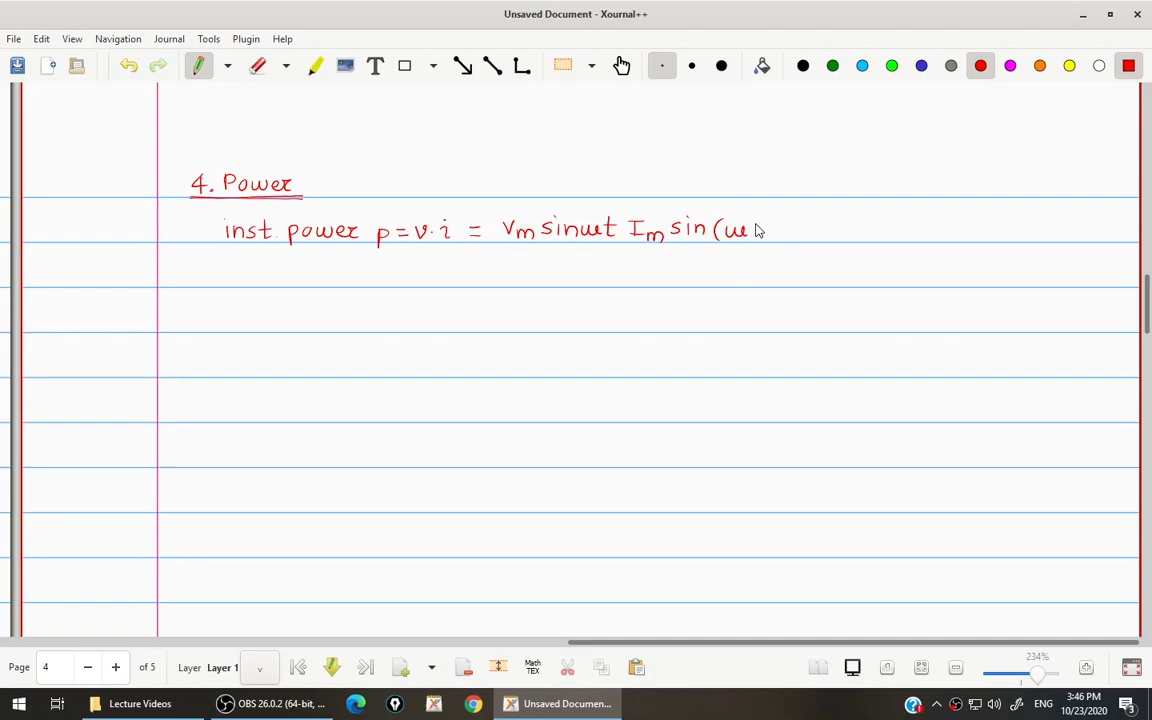 Unsaved Document - Xournal++
File Edit View Navigation Journal Tools Plugin Help
4. Power
inst. power p = v·i = Vm sinωt Im sin(ω
Page 4 of 5 Layer Layer 1 Math TEX 234%
Lecture Videos OBS 26.0.2 (64-bit, ... Unsaved Documen... ENG 3:46 PM
10/23/2020 3